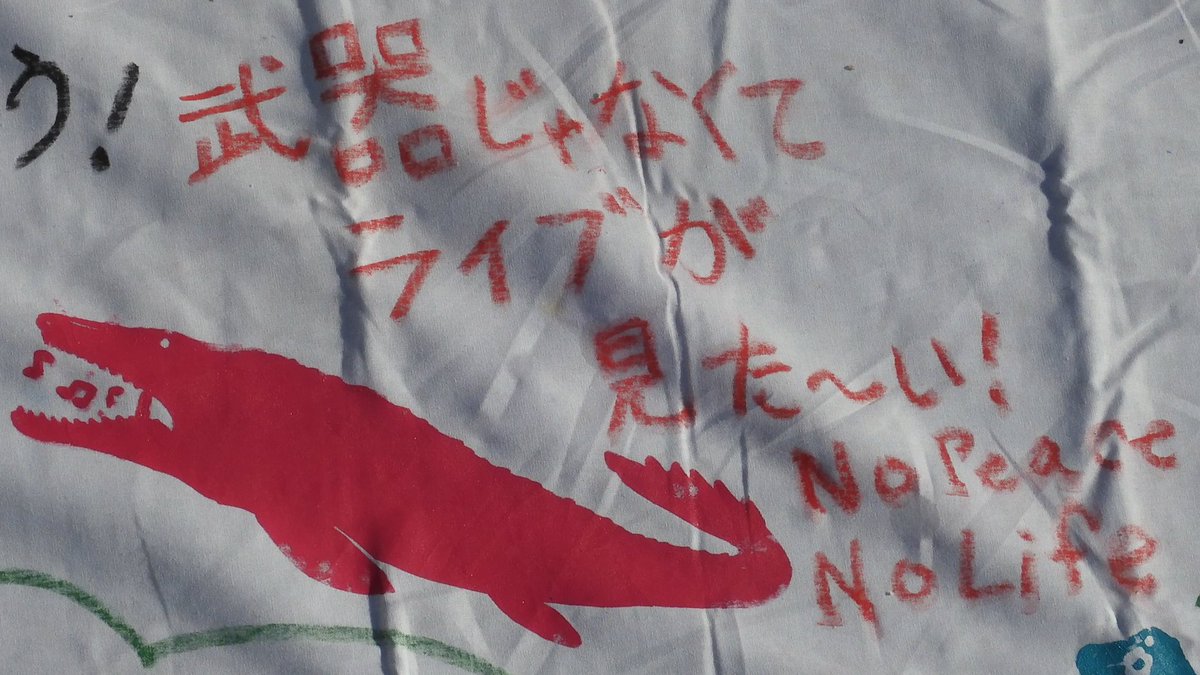 う!
武器じゃなくて
ライブが
見た〜い!
No Peace
No Life